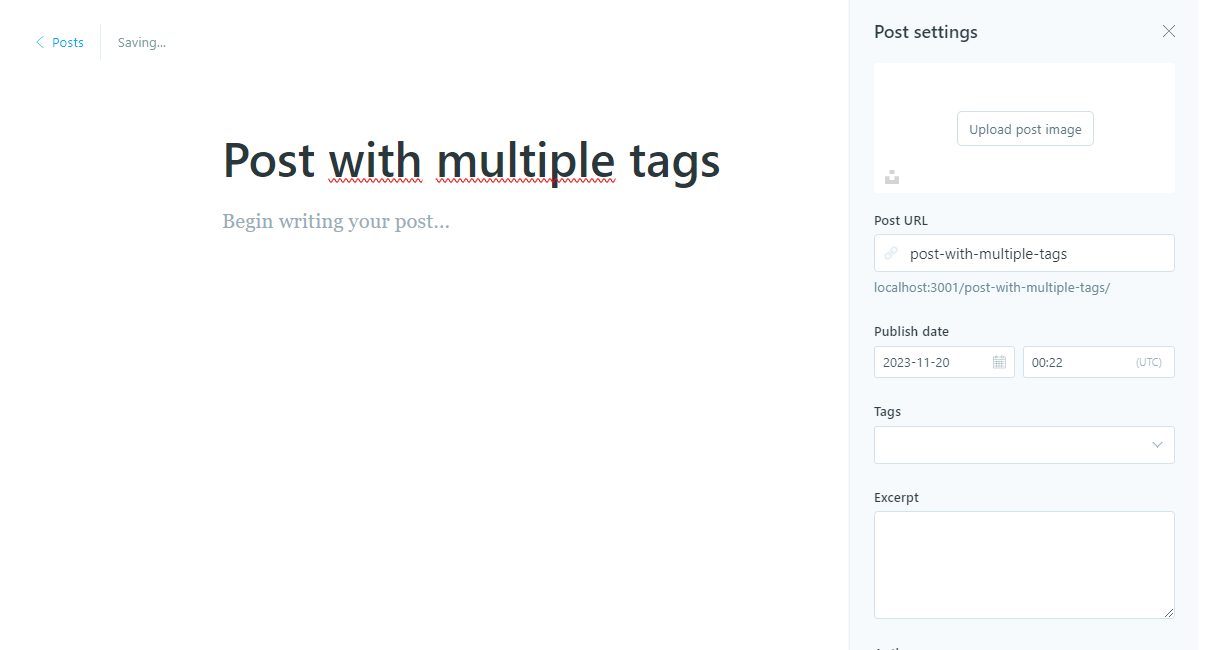 Posts
Saving...
Post with multiple tags
Begin writing your post...
Post settings
Upload post image
Post URL
post-with-multiple-tags
localhost:3001/post-with-multiple-tags/
Publish date
2023-11-20
00:22 (UTC)
Tags
Excerpt